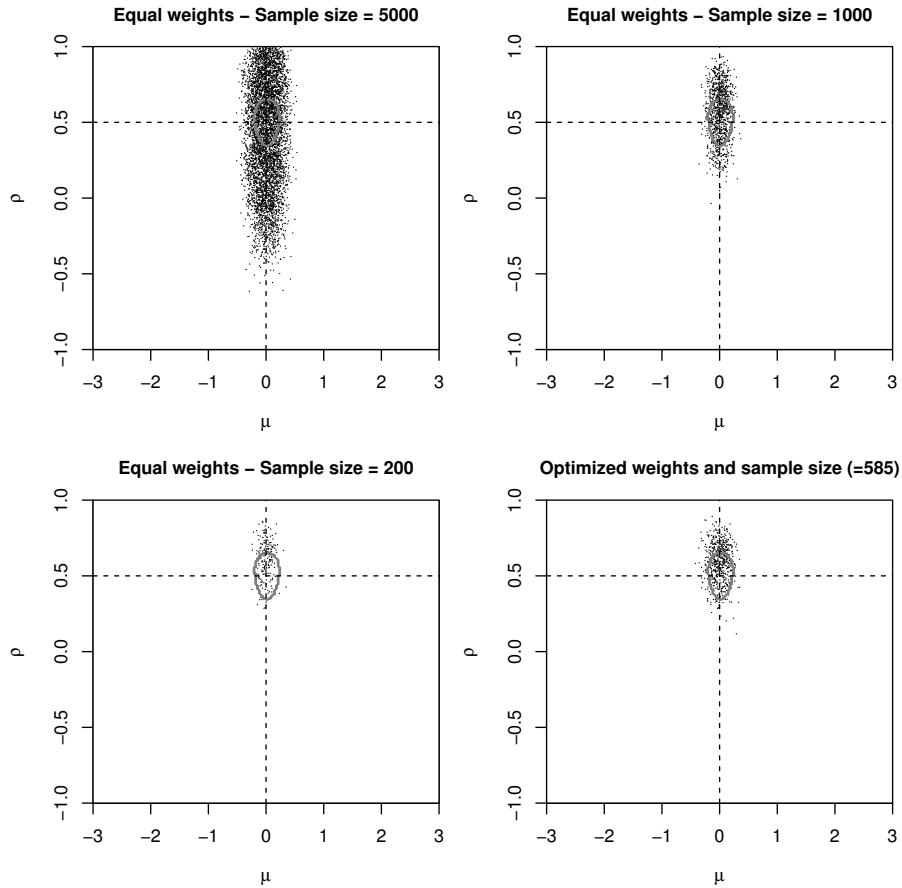 Equal weights − Sample size = 5000
1.0
0.5
0.0
−0.5
−1.0
ρ
−3 −2 −1 0 1 2 3
μ
Equal weights − Sample size = 1000
1.0
0.5
0.0
−0.5
−1.0
ρ
−3 −2 −1 0 1 2 3
μ
Equal weights − Sample size = 200
1.0
0.5
0.0
−0.5
−1.0
ρ
−3 −2 −1 0 1 2 3
μ
Optimized weights and sample size (=585)
1.0
0.5
0.0
−0.5
−1.0
ρ
−3 −2 −1 0 1 2 3
μ